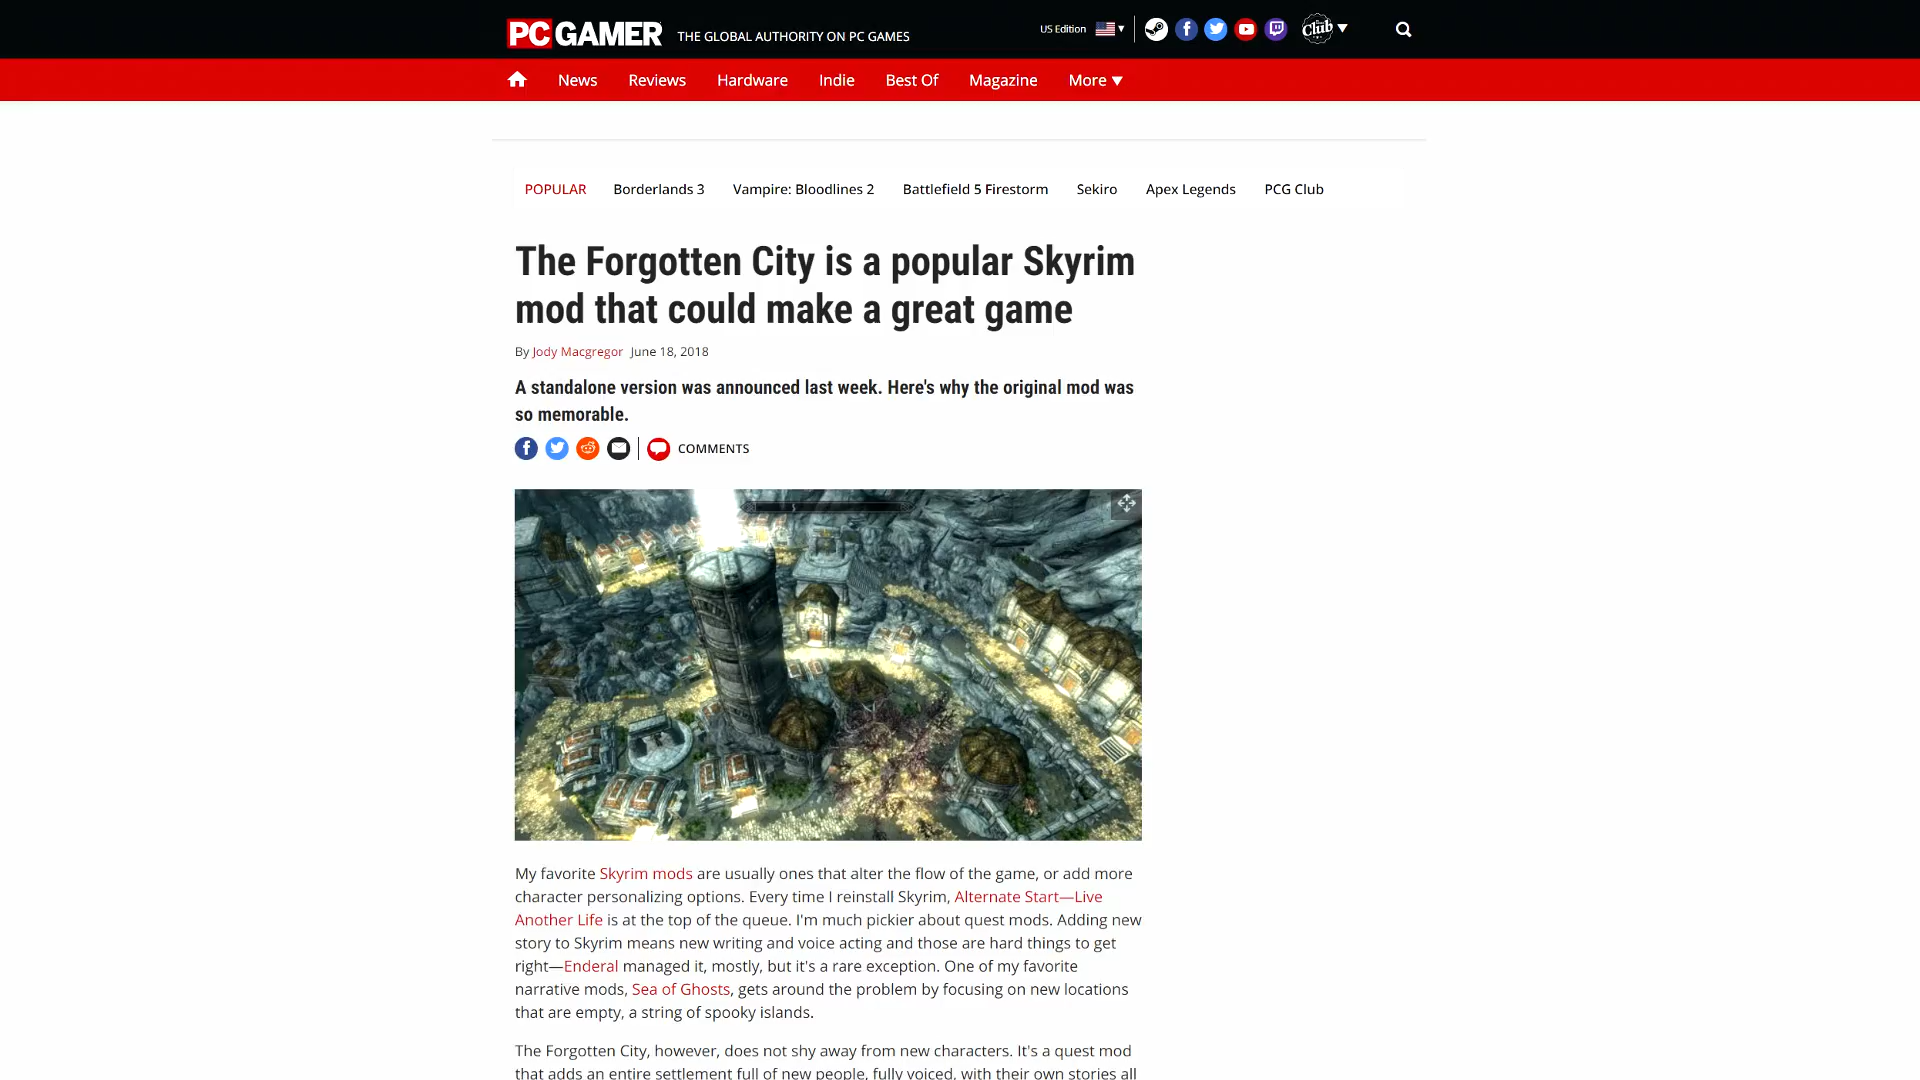 PC GAMER THE GLOBAL AUTHORITY ON PC GAMES US Edition Club
News Reviews Hardware Indie Best Of Magazine More
POPULAR Borderlands 3 Vampire: Bloodlines 2 Battlefield 5 Firestorm Sekiro Apex Legends PCG Club
The Forgotten City is a popular Skyrim
mod that could make a great game
By Jody Macgregor June 18, 2018
A standalone version was announced last week. Here's why the original mod was
so memorable.
COMMENTS
My favorite Skyrim mods are usually ones that alter the flow of the game, or add more
character personalizing options. Every time I reinstall Skyrim, Alternate Start—Live
Another Life is at the top of the queue. I'm much pickier about quest mods. Adding new
story to Skyrim means new writing and voice acting and those are hard things to get
right—Enderal managed it, mostly, but it's a rare exception. One of my favorite
narrative mods, Sea of Ghosts, gets around the problem by focusing on new locations
that are empty, a string of spooky islands.
The Forgotten City, however, does not shy away from new characters. It's a quest mod
that adds an entire settlement full of new people, fully voiced, with their own stories all